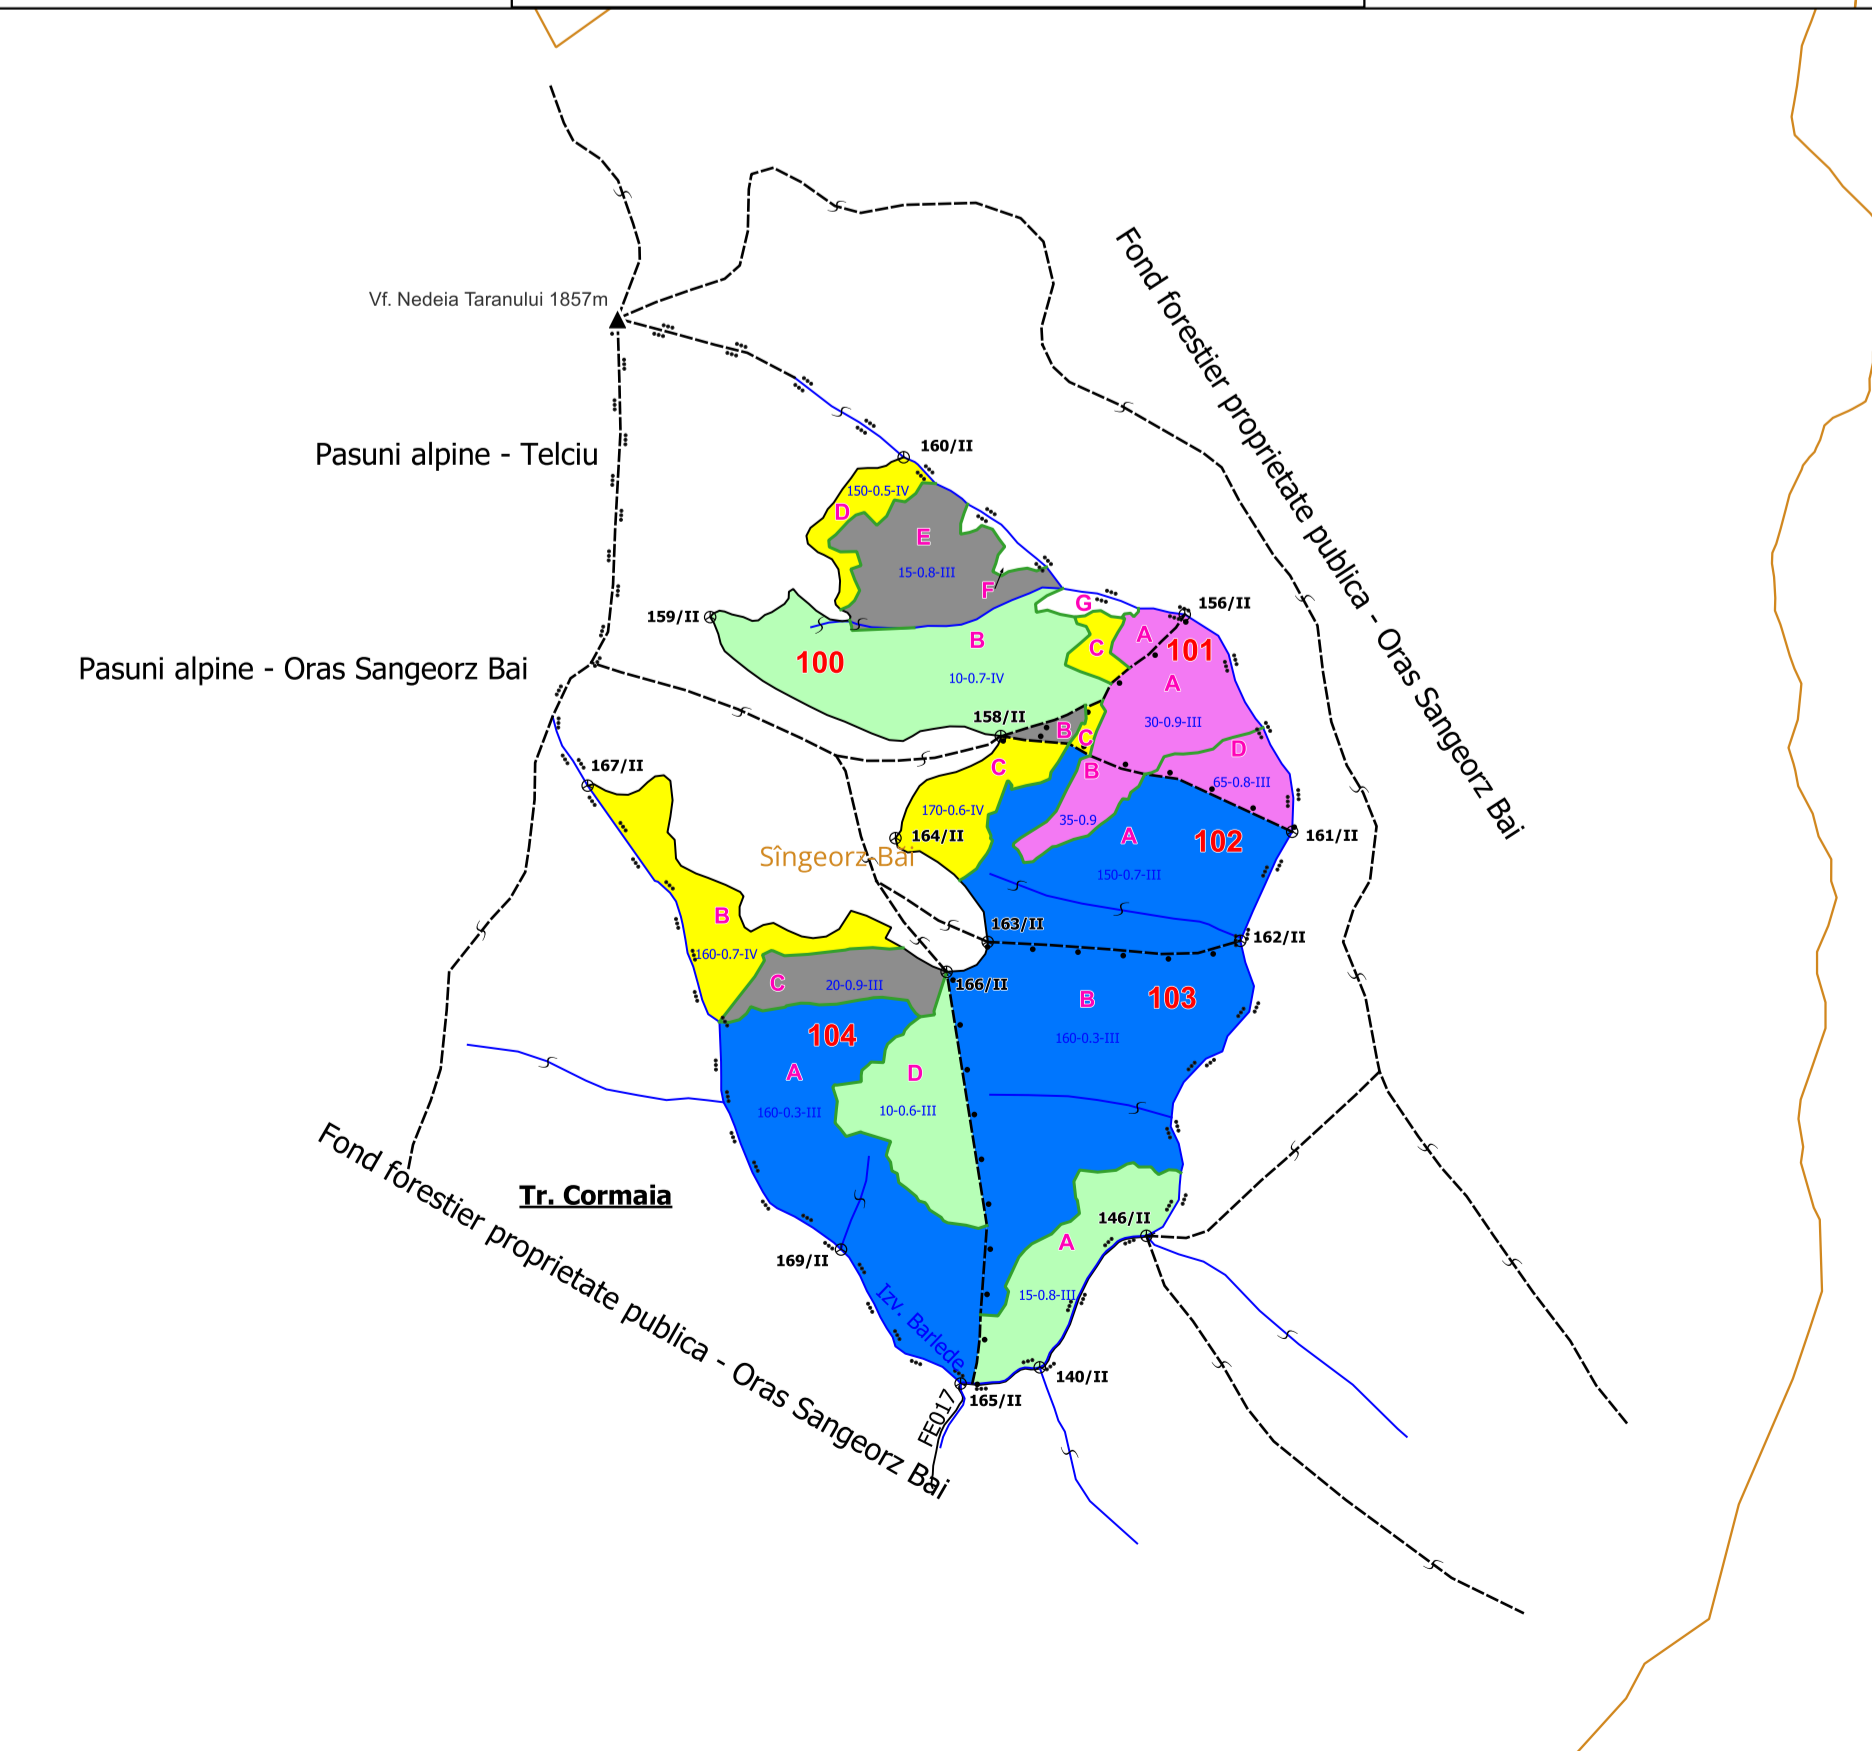 Vf. Nedeia Taranului 1857m
Fond forestier proprietate publica - Oras Sangeorz Bai
Pasuni alpine - Telciu
160/II
150-0.5-IV
D
E
15-0.8-III
F
G
159/II
156/II
B
C
A
101
100
10-0.7-IV
A
30-0.9-III
158/II
B
C
D
65-0.8-III
Pasuni alpine - Oras Sangeorz Bai
167/II
C
B
170-0.6-IV
35-0.9
164/II
A
102
161/II
Sîngeorz-Băi
150-0.7-III
B
160-0.7-IV
163/II
162/II
C
20-0.9-III
166/II
B
103
104
160-0.3-III
A
D
160-0.3-III
10-0.6-III
Fond forestier proprietate publica - Oras Sangeorz Bai
Tr. Cormaia
146/II
A
169/II
15-0.8-III
Izv. Barlede
140/II
165/II
FE017